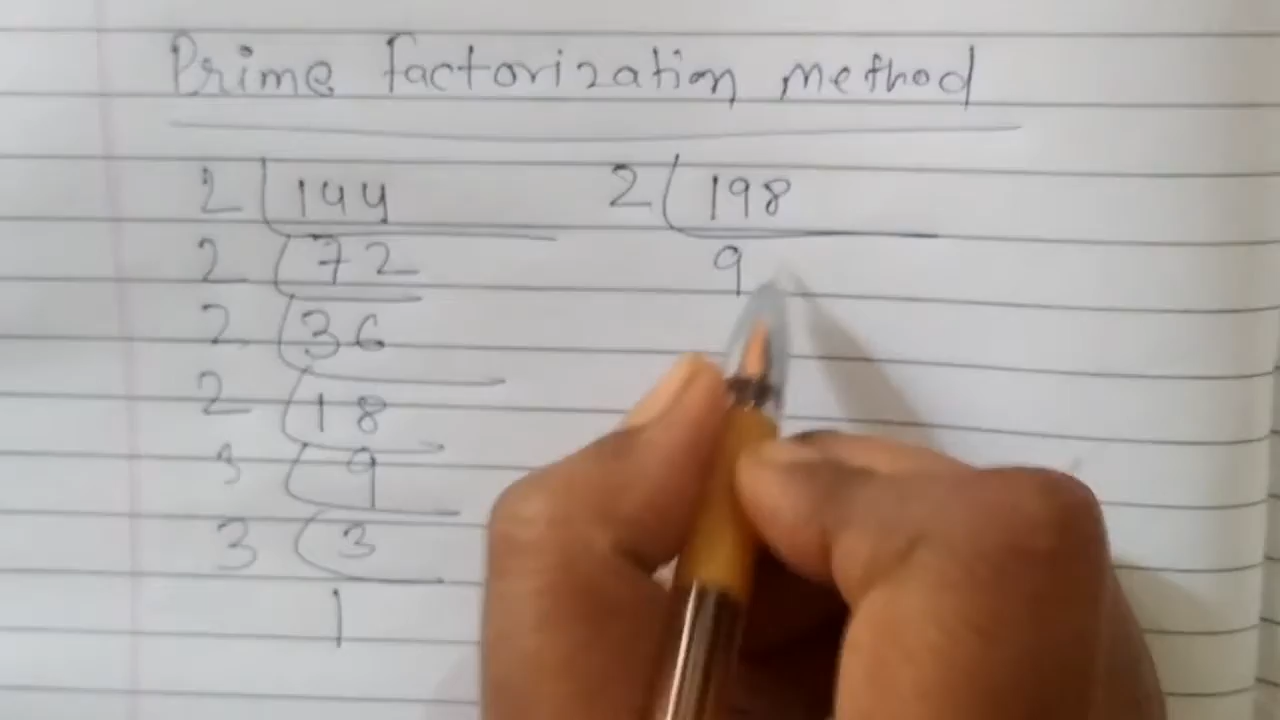 Prime factorization method
2 144 2 198
2 72 9
2 36
2 18
3 9
3 3
1